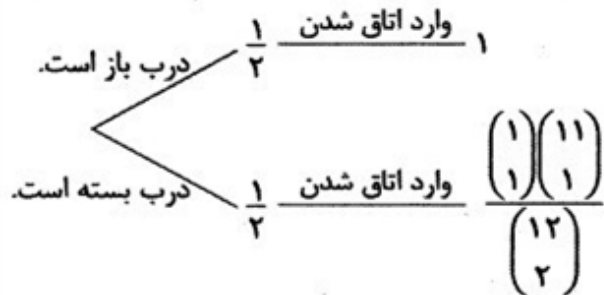 وارد اتاق شدن
۱/۲ ۱
درب باز است.
درب بسته است.
۱/۲ وارد اتاق شدن (۱ ۱)(۱۱ ۱)/(۱۲ ۲)